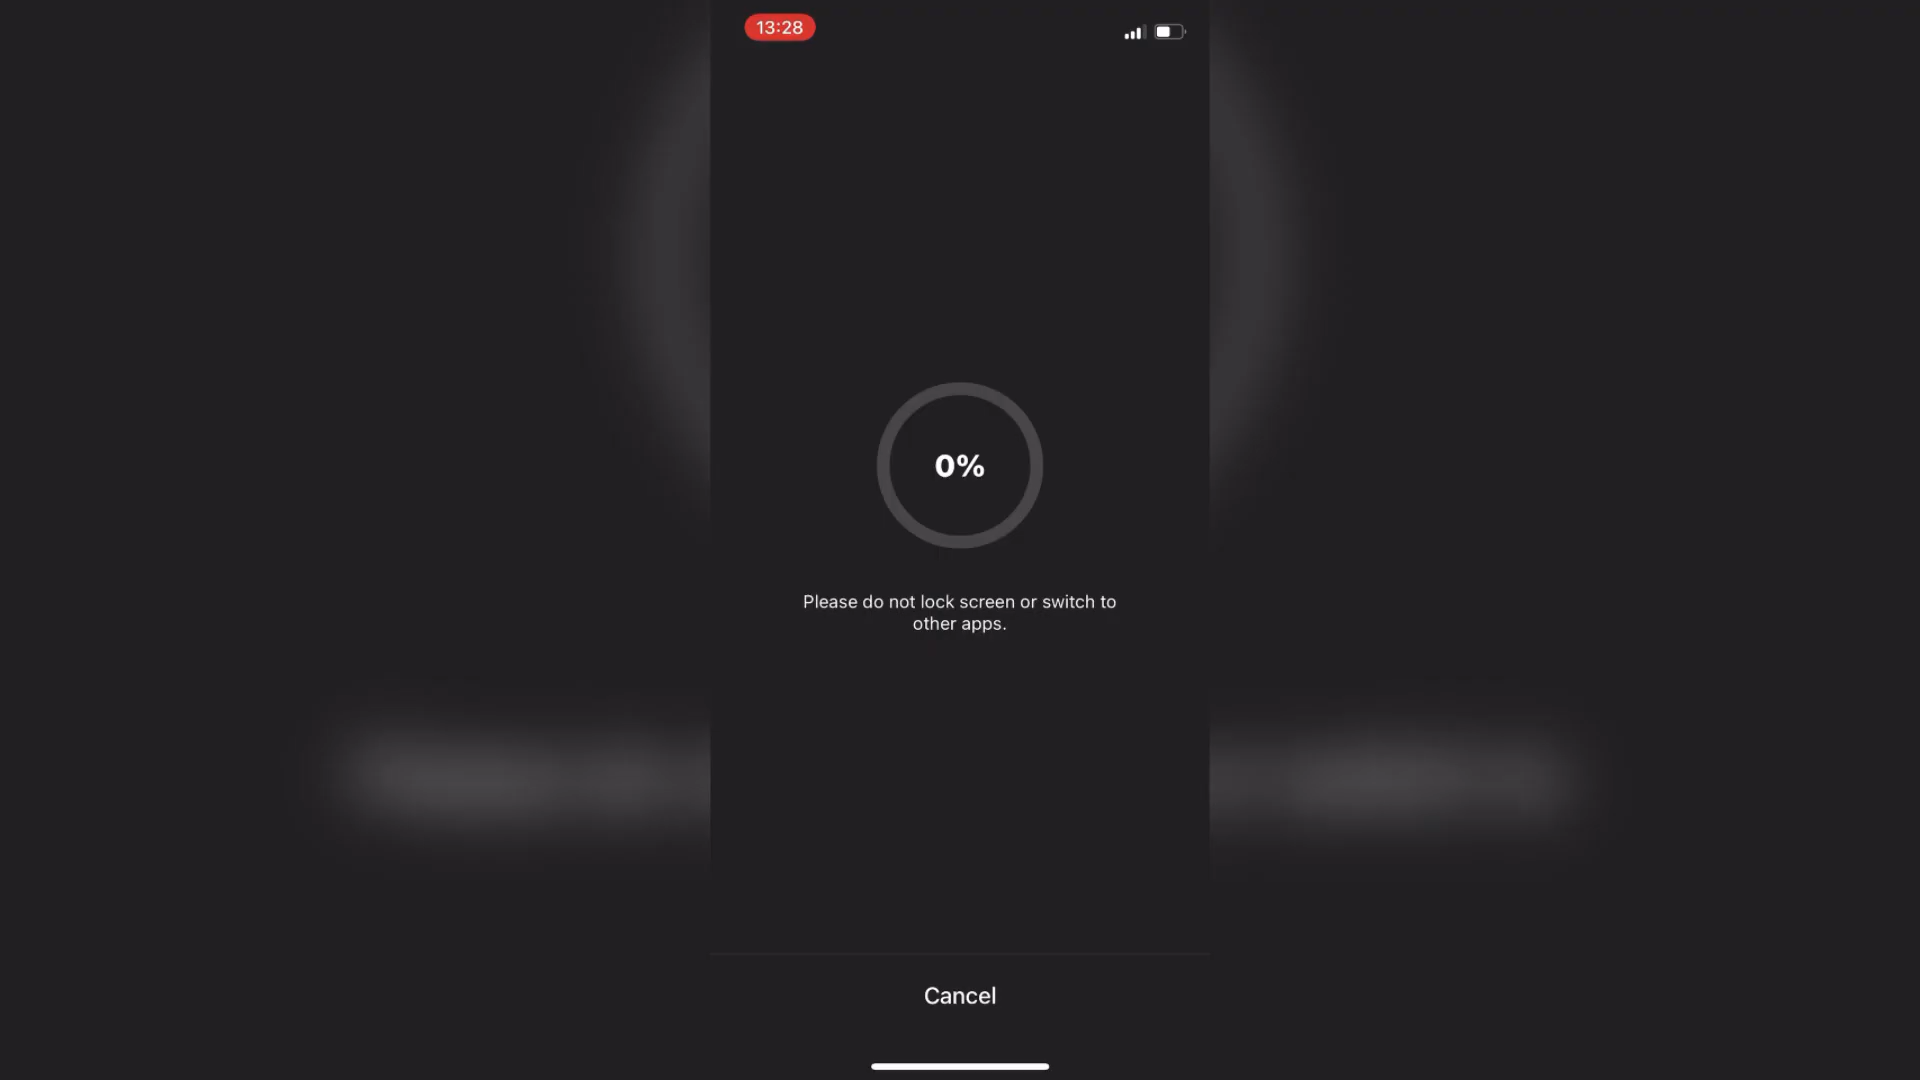 13:28
0%
Please do not lock screen or switch to
other apps.
Cancel